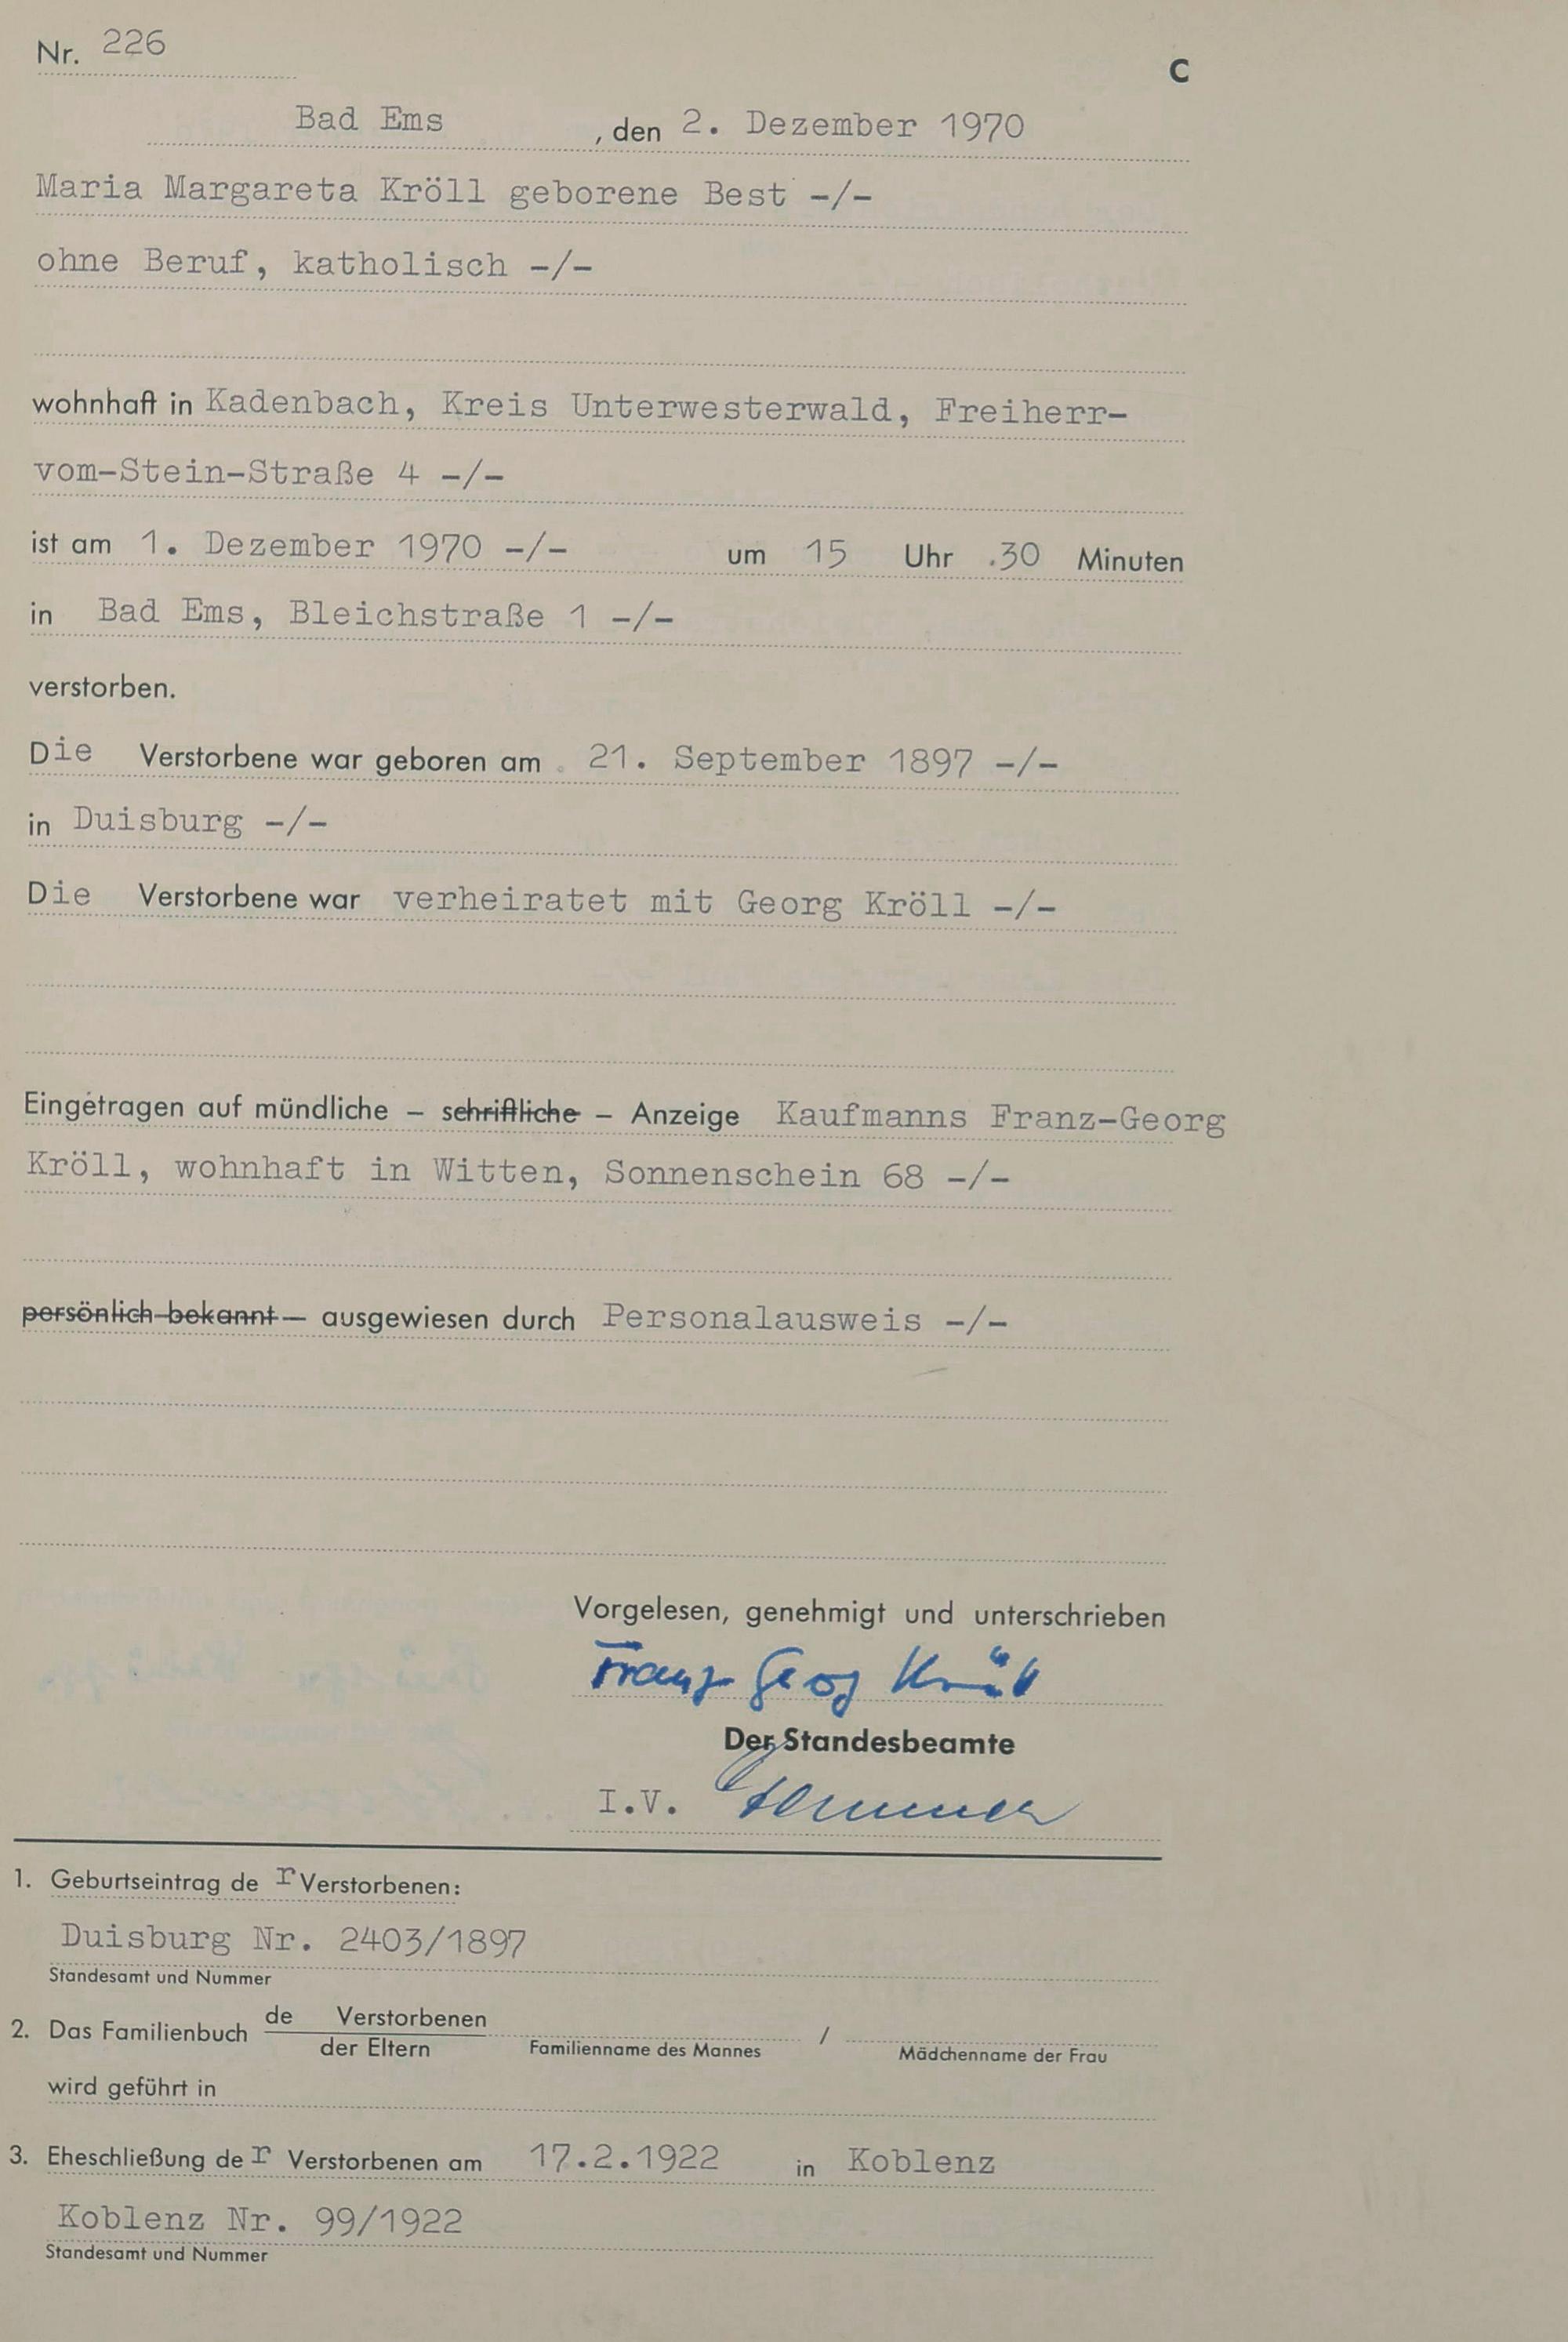 Nr. 226
C
Bad Ems , den 2. Dezember 1970
Maria Margareta Kröll geborene Best -/-
ohne Beruf, katholisch -/-
wohnhaft in Kadenbach, Kreis Unterwesterwald, Freiherr-
vom-Stein-Straße 4 -/-
ist am 1. Dezember 1970 -/- um 15 Uhr .30 Minuten
in Bad Ems, Bleichstraße 1 -/-
verstorben.
Die Verstorbene war geboren am 21. September 1897 -/-
in Duisburg -/-
Die Verstorbene war verheiratet mit Georg Kröll -/-
Eingetragen auf mündliche – schriftliche – Anzeige Kaufmanns Franz-Georg
Kröll, wohnhaft in Witten, Sonnenschein 68 -/-
persönlich bekannt – ausgewiesen durch Personalausweis -/-
Vorgelesen, genehmigt und unterschrieben
Franz Georg Kröll
Der Standesbeamte
I.V.
1. Geburtseintrag de r Verstorbenen:
Duisburg Nr. 2403/1897
Standesamt und Nummer
2. Das Familienbuch de Verstorbenen / 
der Eltern Familienname des Mannes Mädchenname der Frau
wird geführt in
3. Eheschließung de r Verstorbenen am 17.2.1922 in Koblenz
Koblenz Nr. 99/1922
Standesamt und Nummer